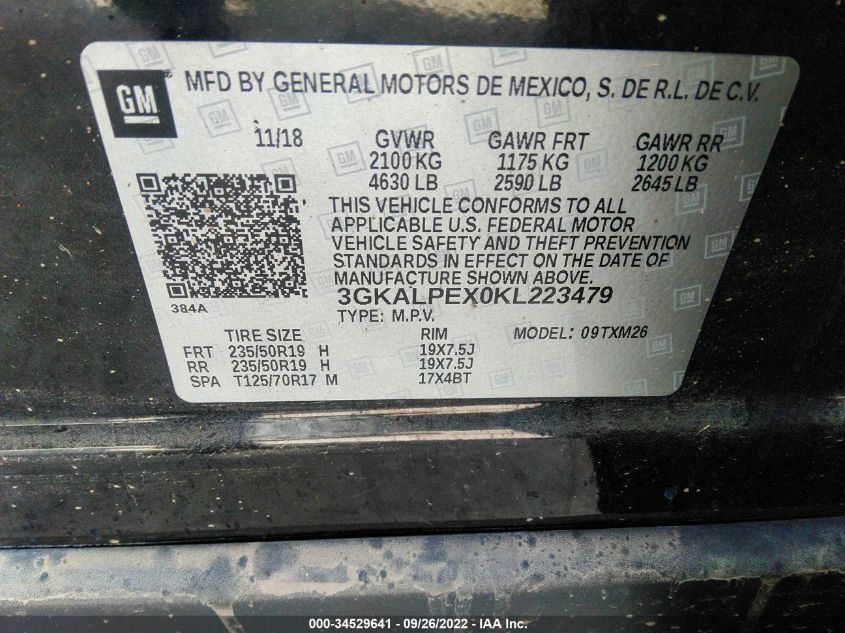 GM
MFD BY GENERAL MOTORS DE MEXICO, S. DE R.L. DE C.V.
11/18 GVWR GAWR FRT GAWR RR
2100 KG 1175 KG 1200 KG
4630 LB 2590 LB 2645 LB
THIS VEHICLE CONFORMS TO ALL
APPLICABLE U.S. FEDERAL MOTOR
VEHICLE SAFETY AND THEFT PREVENTION
STANDARDS IN EFFECT ON THE DATE OF
MANUFACTURE SHOWN ABOVE.
384A
3GKALPEX0KL223479
TYPE: M.P.V.
TIRE SIZE RIM MODEL: 09TXM26
FRT 235/50R19 H 19X7.5J
RR 235/50R19 H 19X7.5J
SPA T125/70R17 M 17X4BT
000-34529641 - 09/26/2022 - IAA Inc.